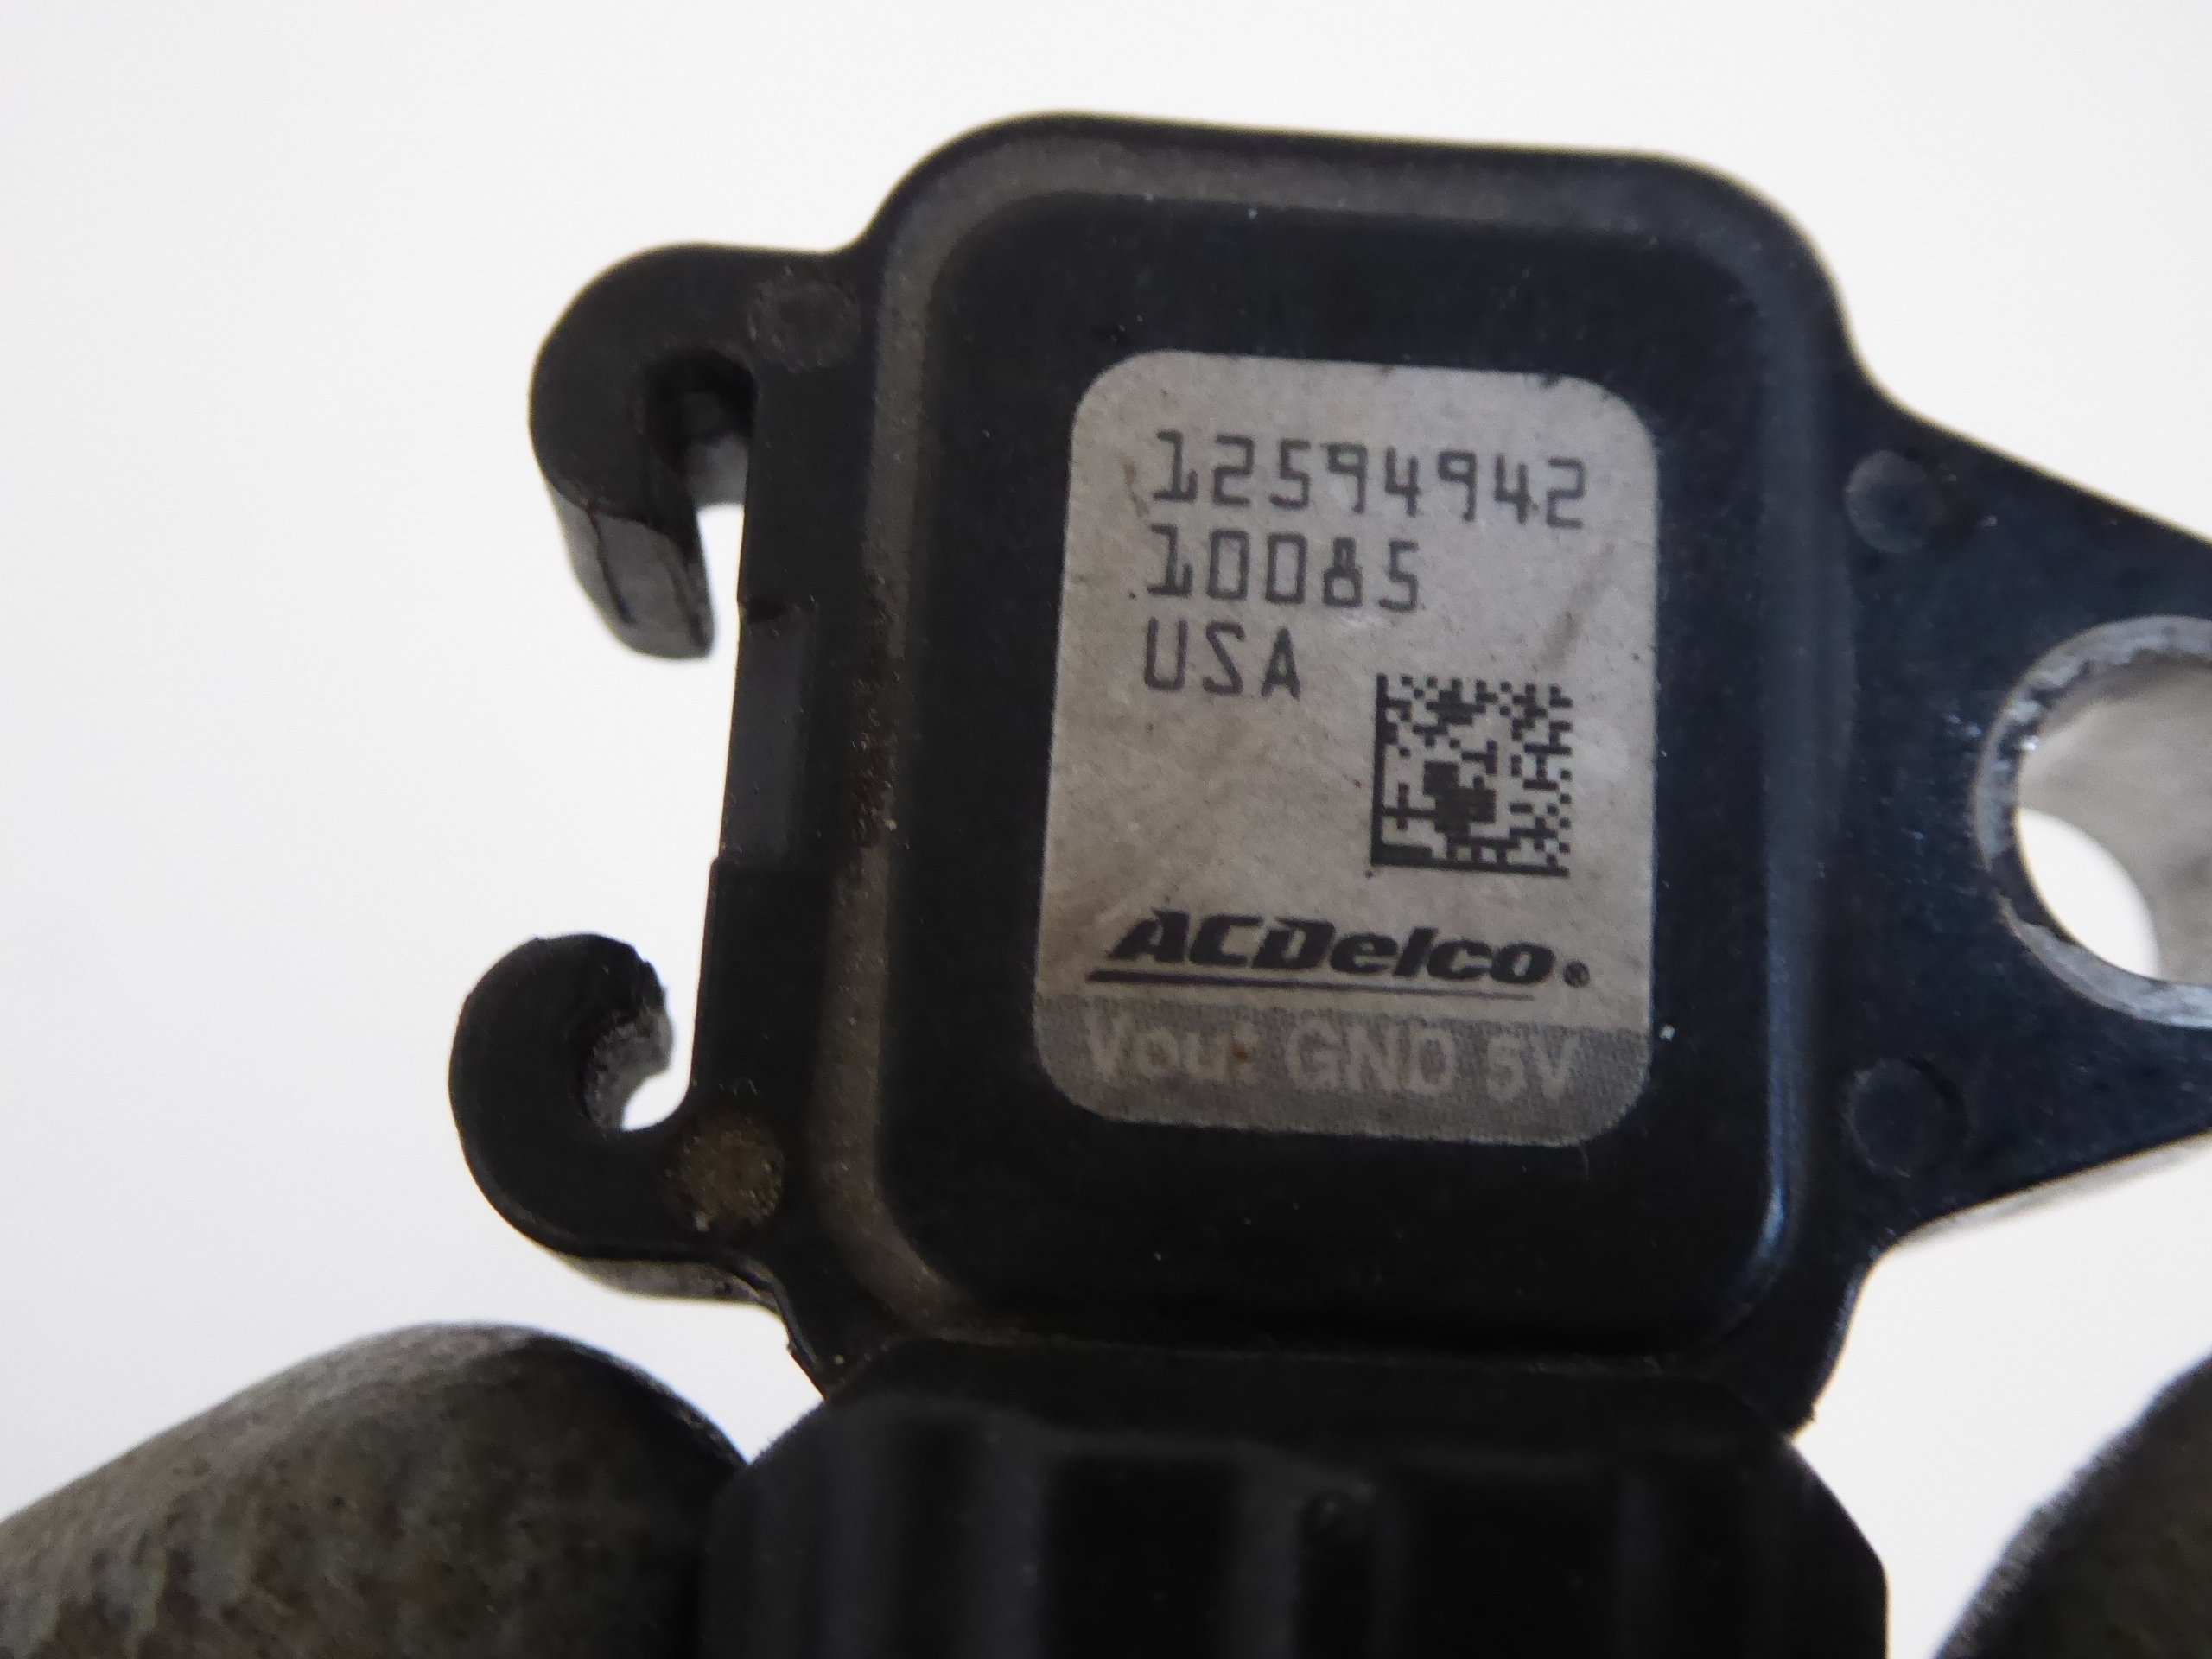 12594942
10085
USA
ACDelco®
Vout GND 5V